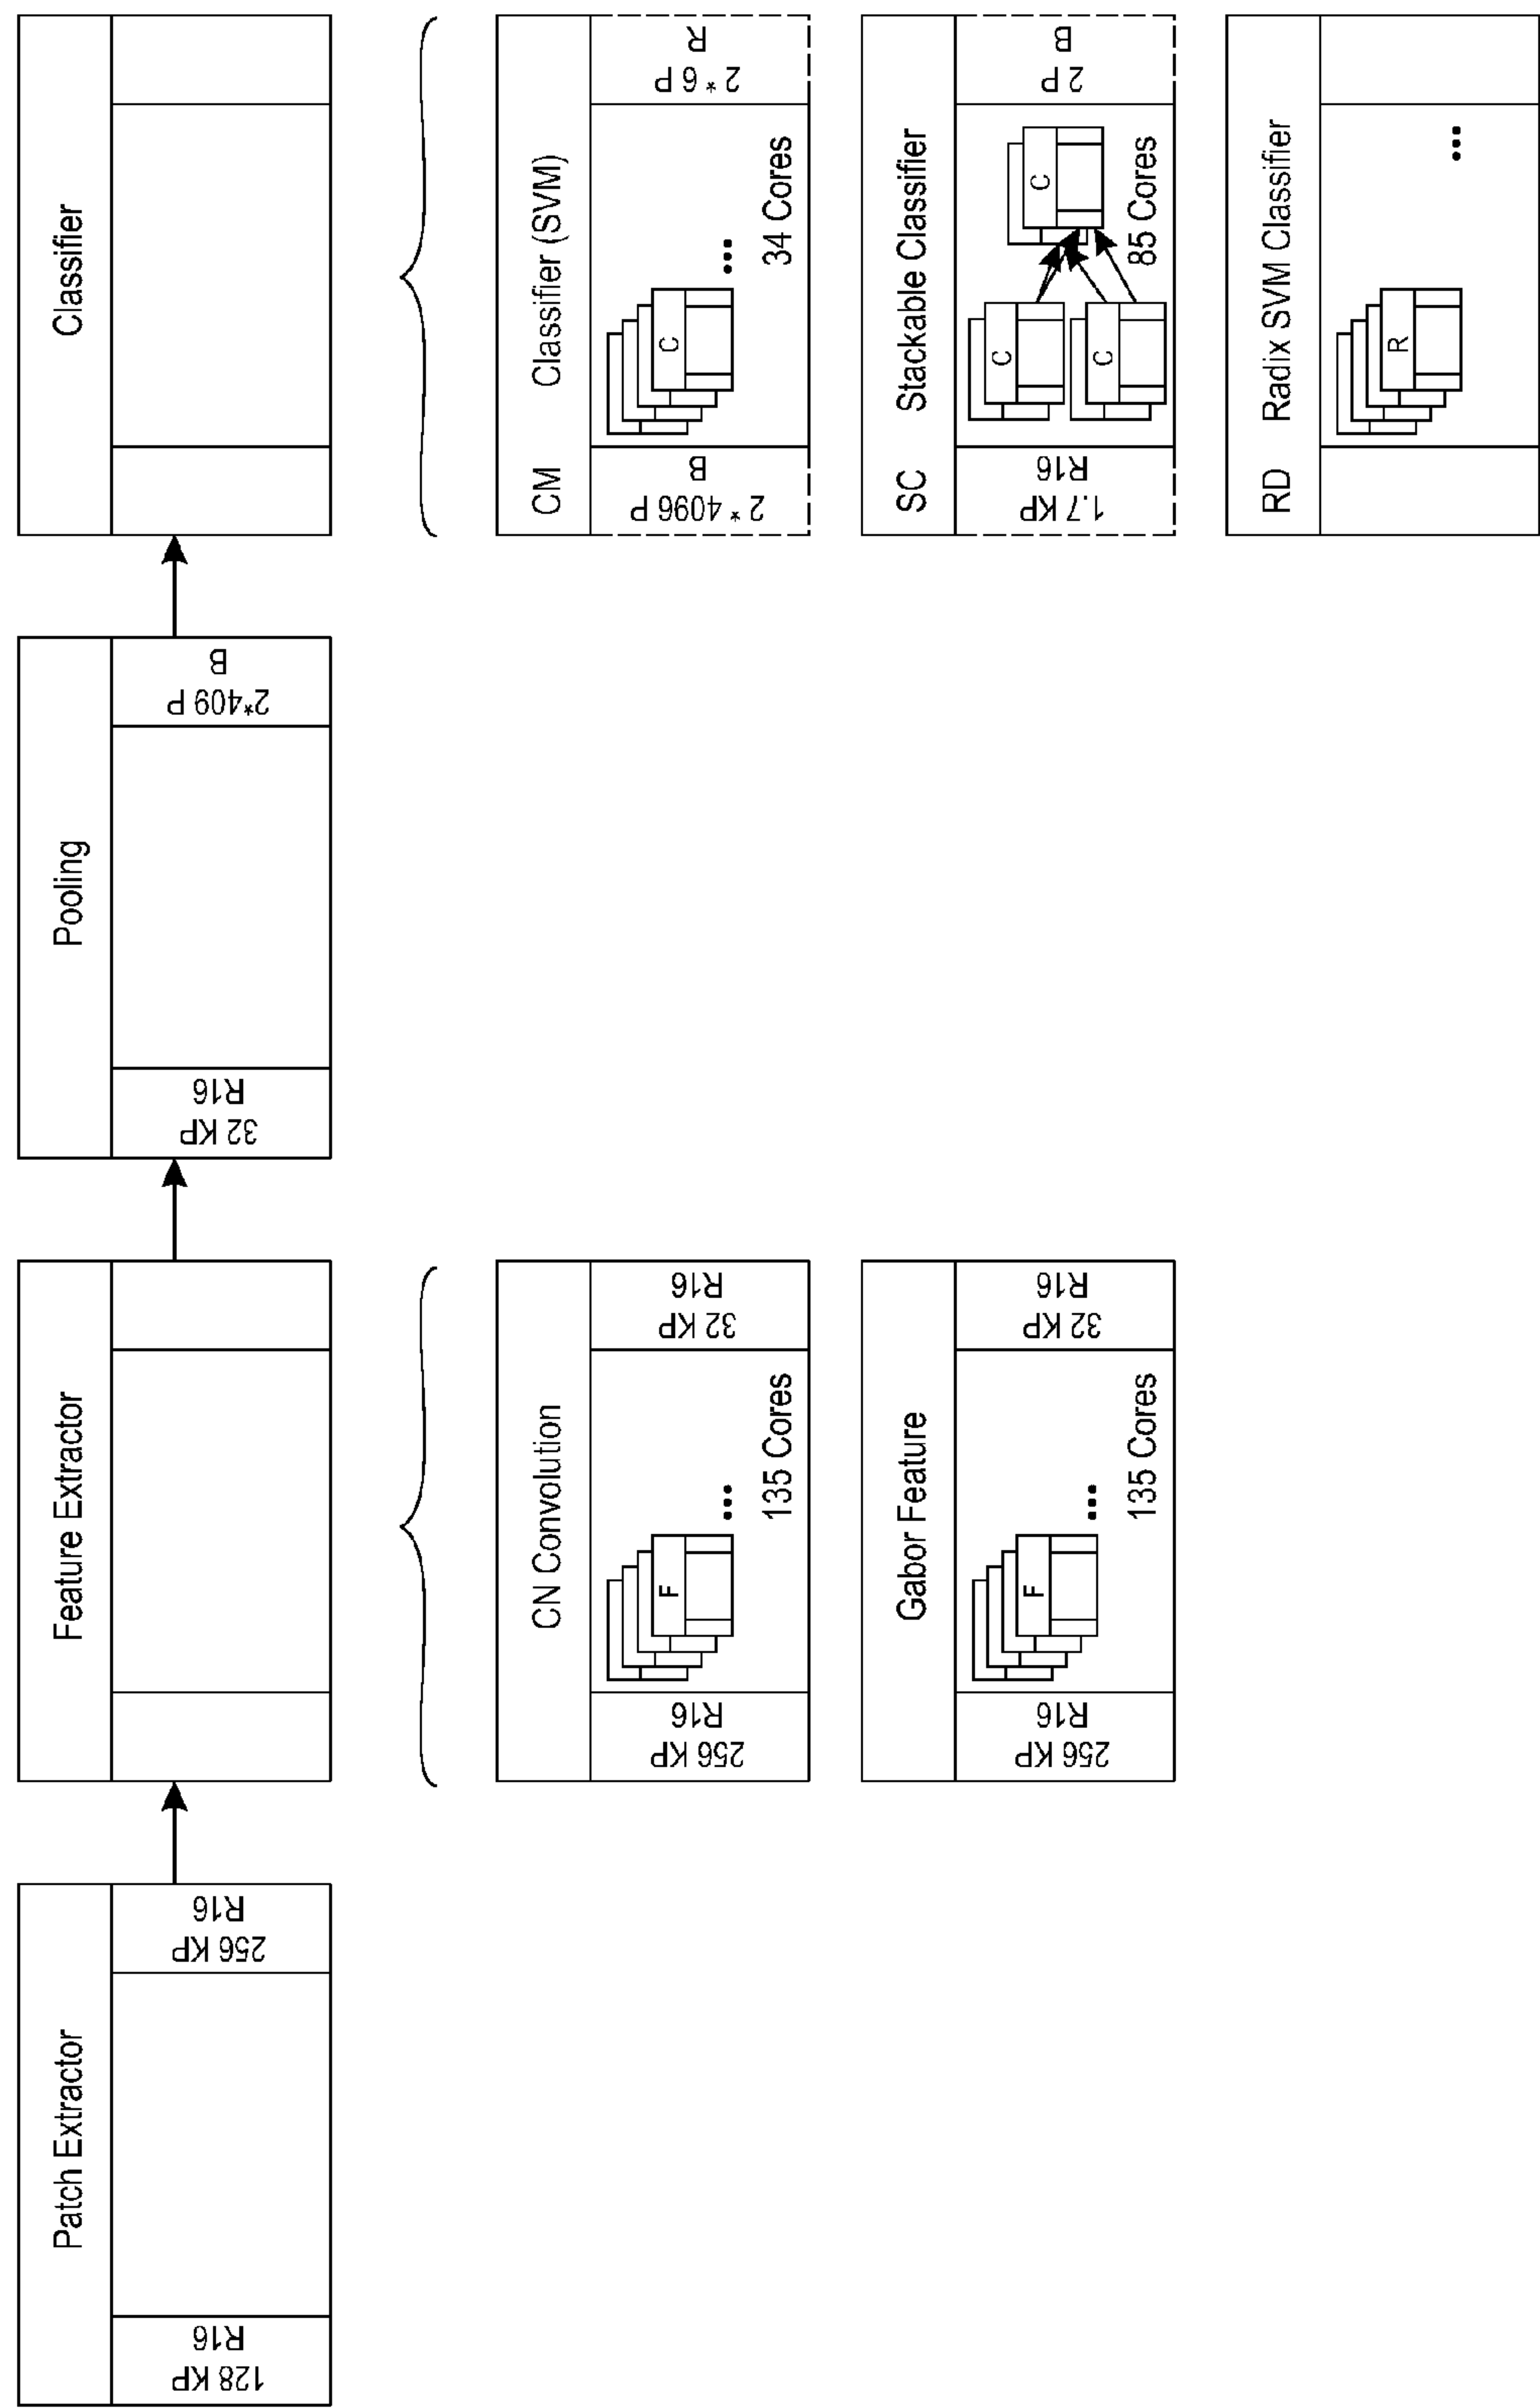 Patch Extractor
128 KP
R16
256 KP
R16
Feature Extractor
Pooling
32 KP
R16
2*409 P
B
Classifier
CN Convolution
256 KP
R16
F
...
135 Cores
32 KP
R16
Gabor Feature
256 KP
R16
F
...
135 Cores
32 KP
R16
CM Classifier (SVM)
2 * 4096 P
B
C
...
34 Cores
2 * 6 P
R
SC Stackable Classifier
1.7 KP
R16
C
C
C
85 Cores
2 P
B
RD Radix SVM Classifier
R
...